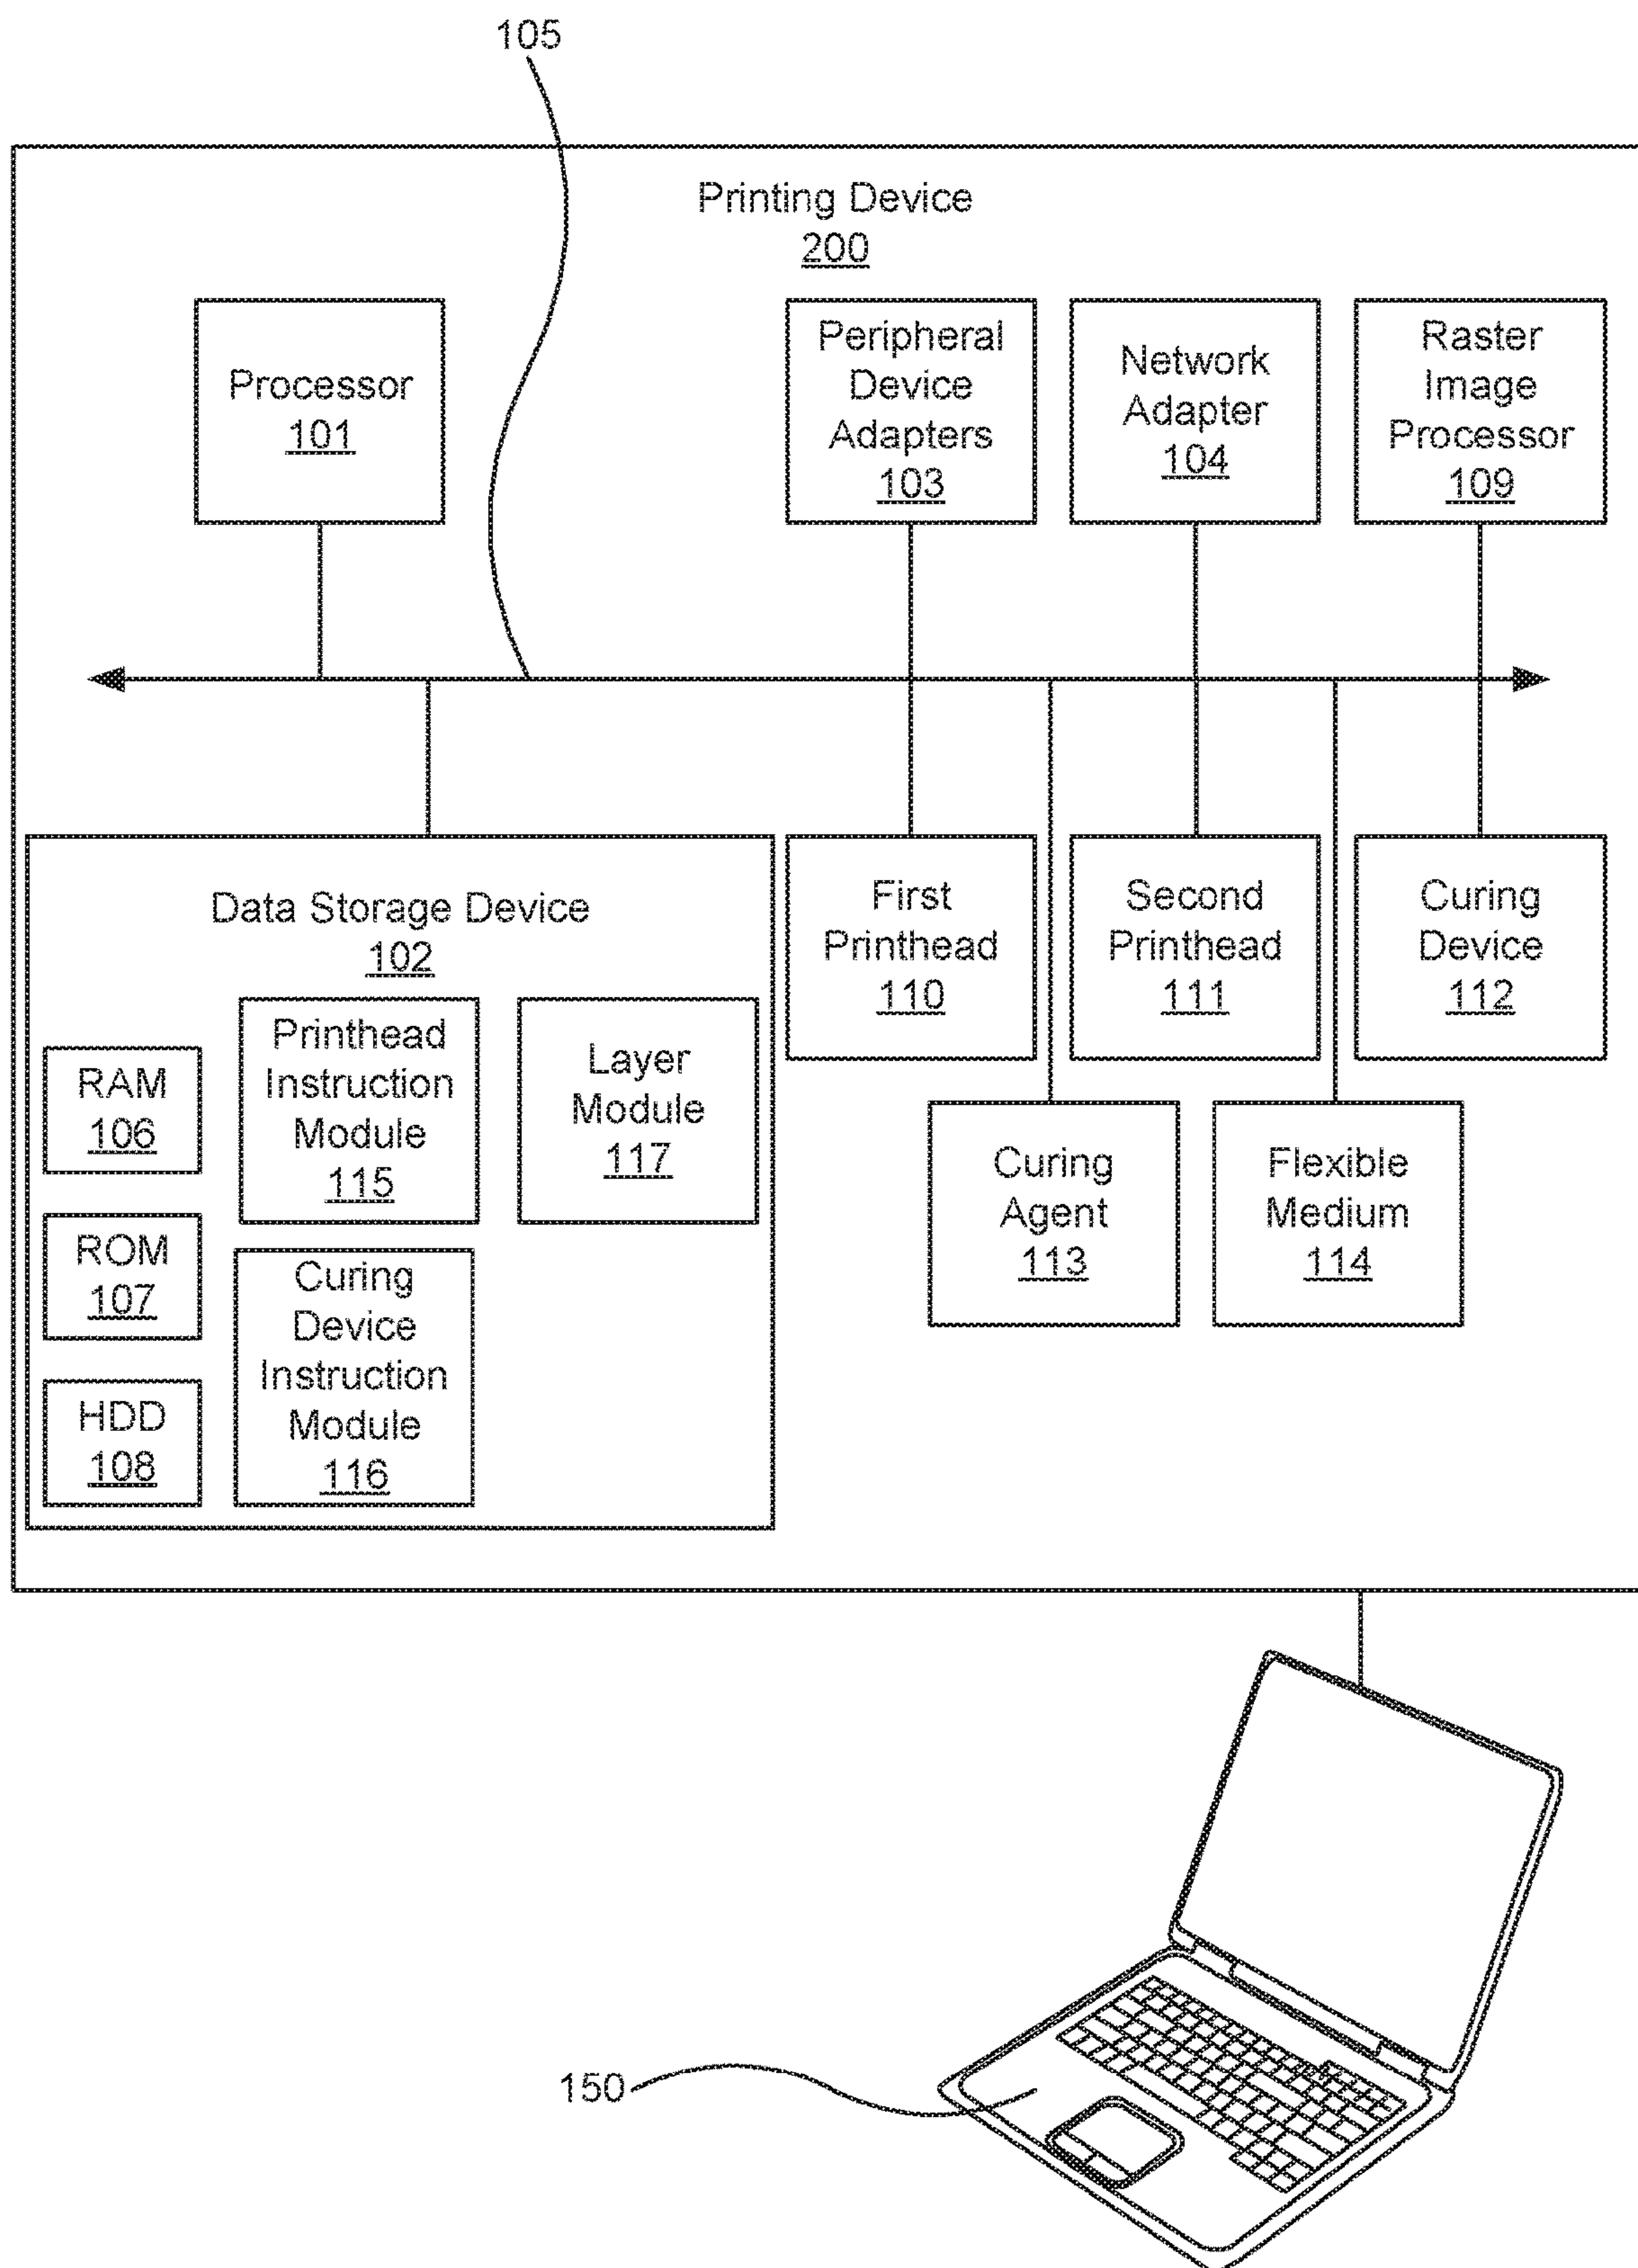 105
Printing Device
200
Processor
101
Peripheral
Device
Adapters
103
Network
Adapter
104
Raster
Image
Processor
109
Data Storage Device
102
RAM
106
ROM
107
HDD
108
Printhead
Instruction
Module
115
Curing
Device
Instruction
Module
116
Layer
Module
117
First
Printhead
110
Second
Printhead
111
Curing
Device
112
Curing
Agent
113
Flexible
Medium
114
150